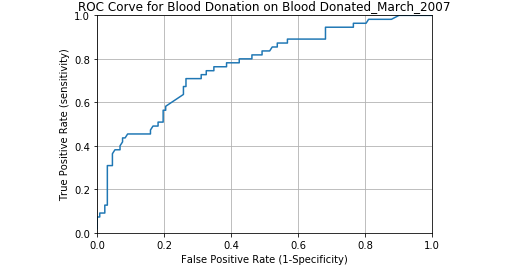 ROC Corve for Blood Donation on Blood Donated_March_2007
1.0
0.8
0.6
0.4
0.2
0.0
True Positive Rate (sensitivity)
0.0 0.2 0.4 0.6 0.8 1.0
False Positive Rate (1-Specificity)